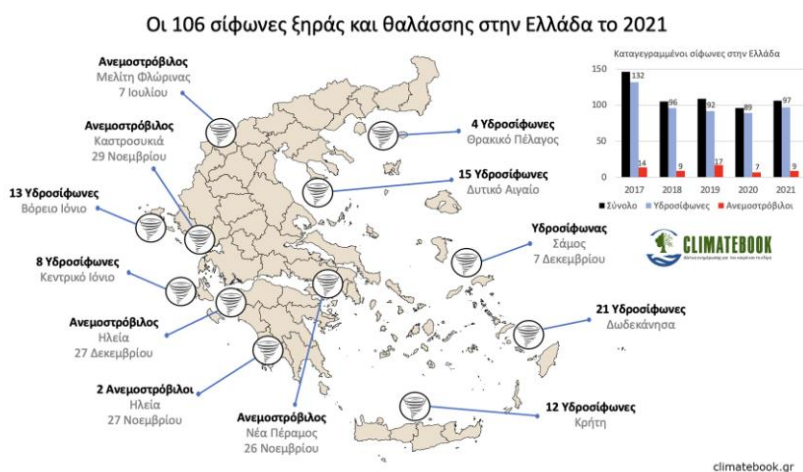 Οι 106 σίφωνες ξηράς και θαλάσσης στην Ελλάδα το 2021
Ανεμοστρόβιλος
Μελίτη Φλώρινας
7 Ιουλίου
Ανεμοστρόβιλος
Καστροσυκιά
29 Νοεμβρίου
13 Υδροσίφωνες
Βόρειο Ιόνιο
8 Υδροσίφωνες
Κεντρικό Ιόνιο
Ανεμοστρόβιλος
Ηλεία
27 Δεκεμβρίου
2 Ανεμοστρόβιλοι
Ηλεία
27 Νοεμβρίου
Ανεμοστρόβιλος
Νέα Πέραμος
26 Νοεμβρίου
4 Υδροσίφωνες
Θρακικό Πέλαγος
15 Υδροσίφωνες
Δυτικό Αιγαίο
Υδροσίφωνας
Σάμος
7 Δεκεμβρίου
21 Υδροσίφωνες
Δωδεκάνησα
12 Υδροσίφωνες
Κρήτη
Καταγεγραμμένοι σίφωνες στην Ελλάδα
150
100
50
0
132 96 92 89 97
14 9 17 7 9
2017 2018 2019 2020 2021
Σύνολο Υδροσίφωνες Ανεμοστρόβιλοι
CLIMATEBOOK
climatebook.gr